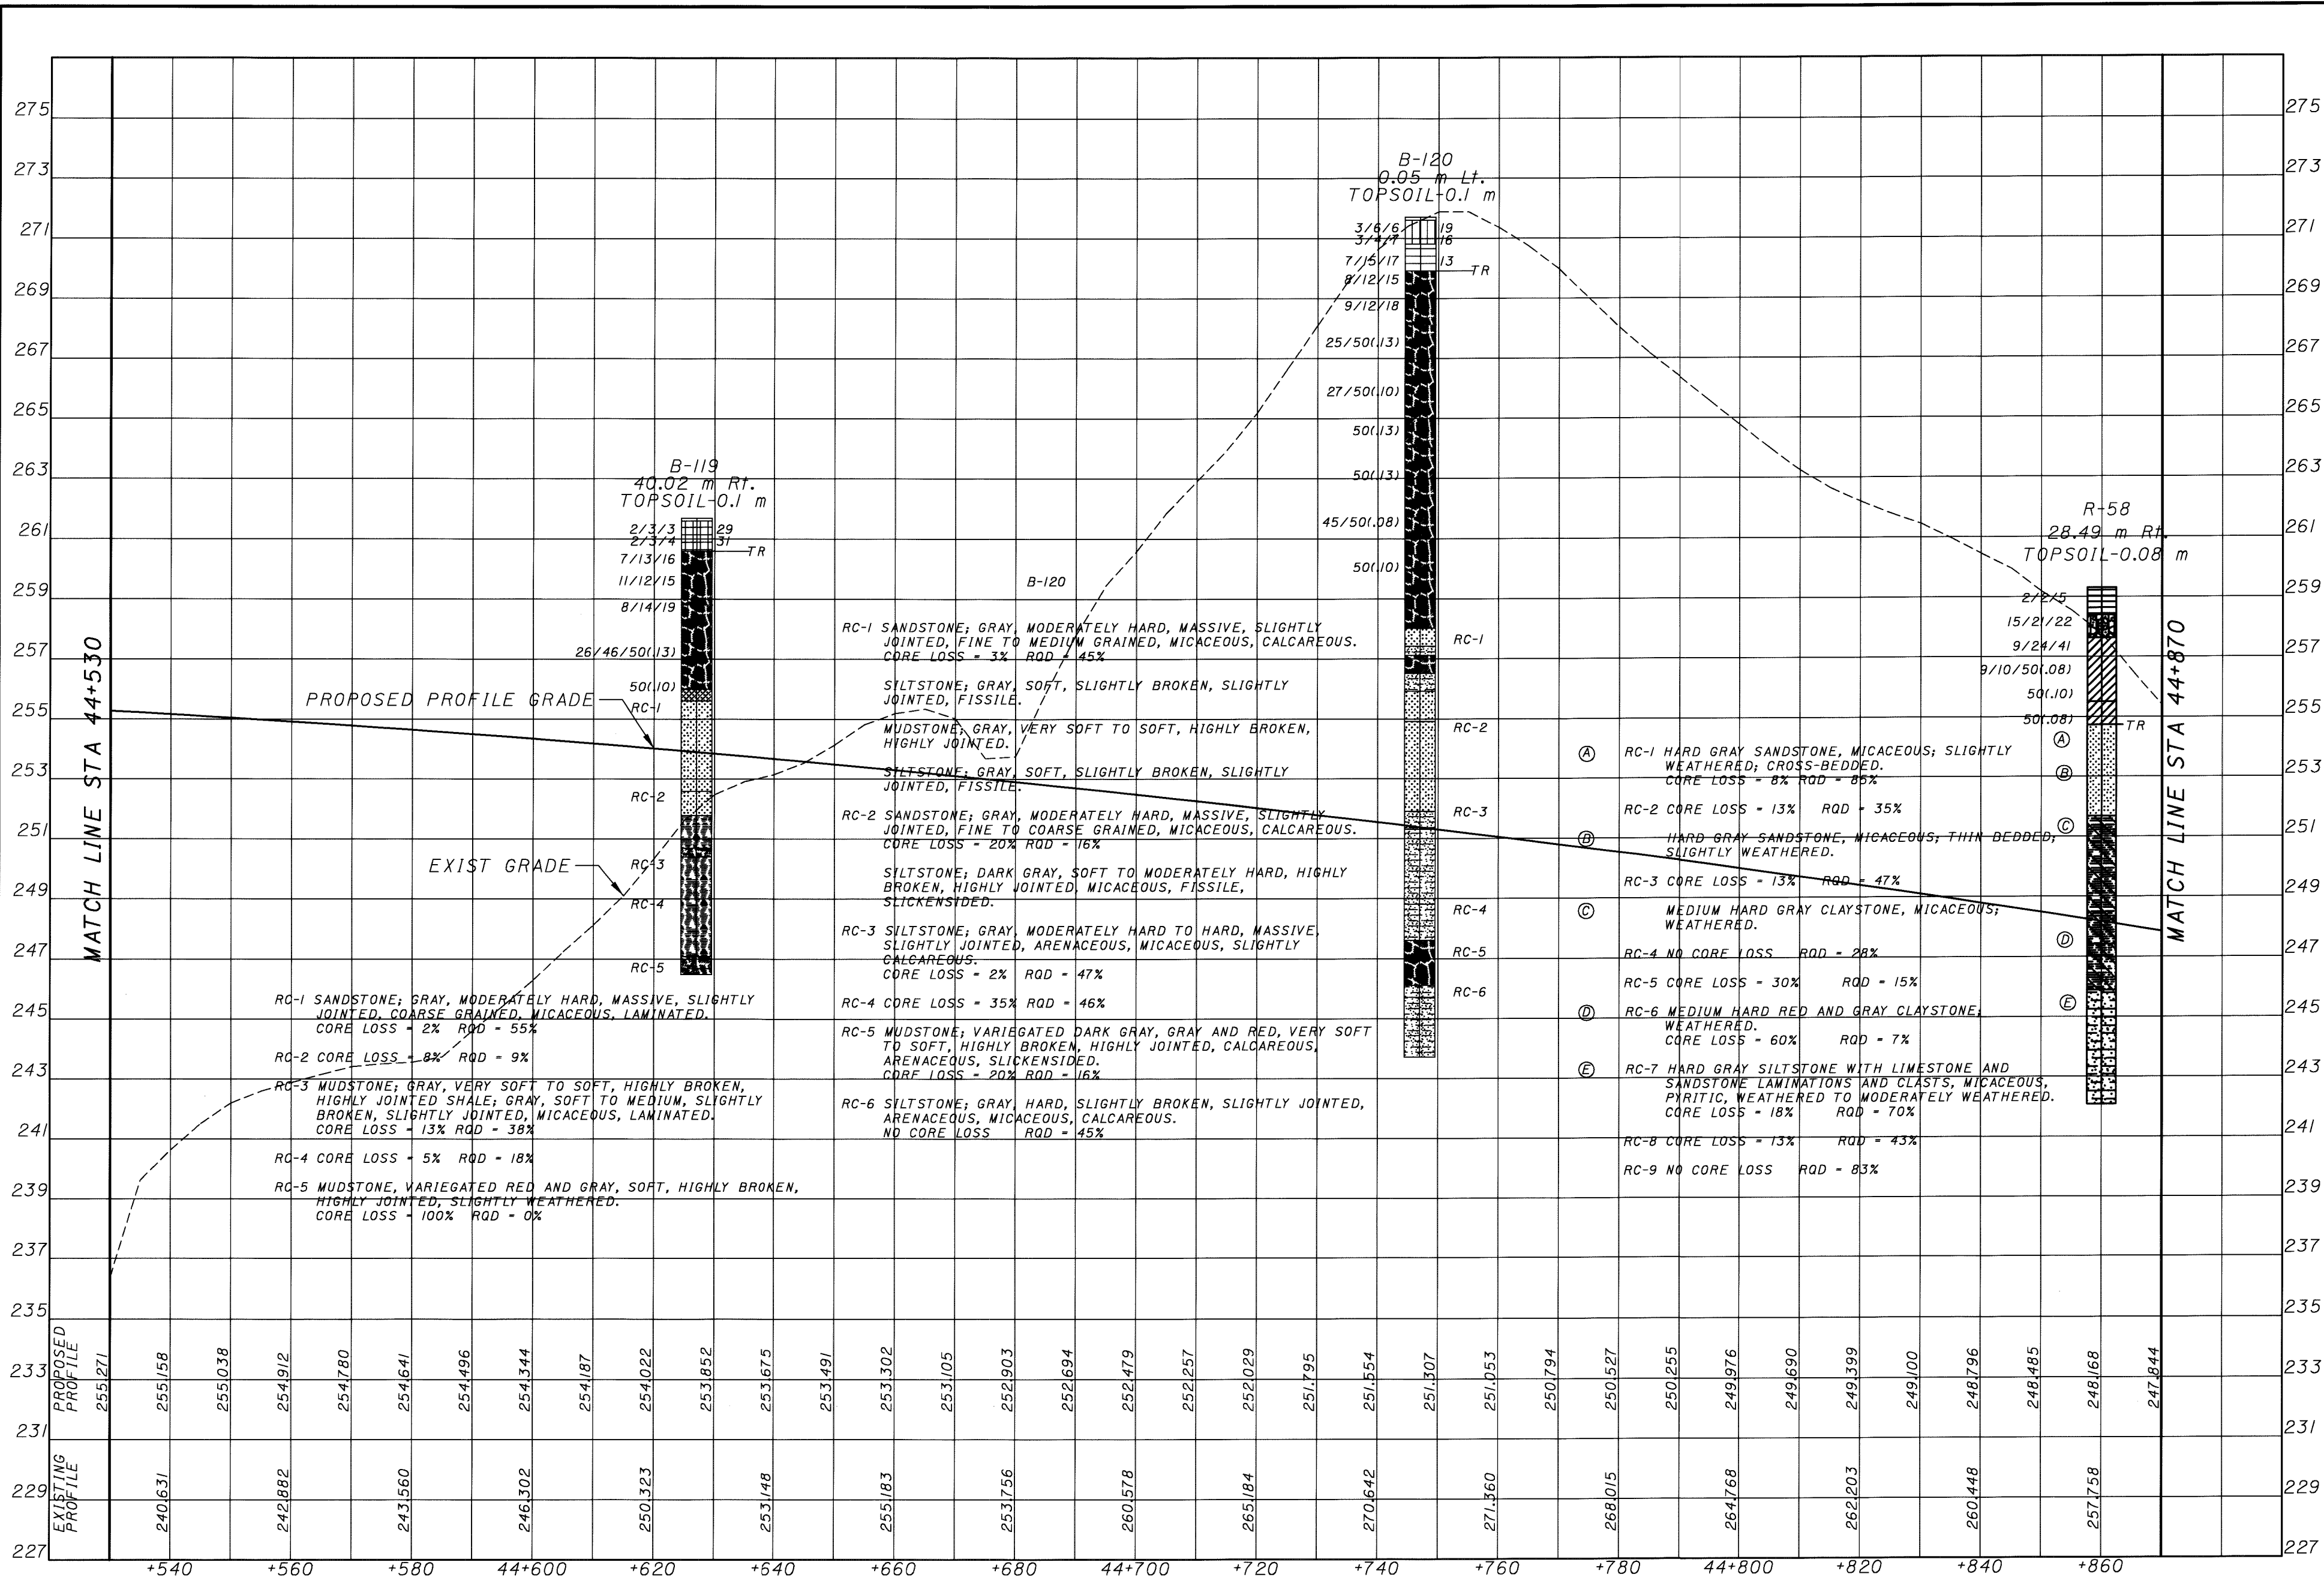 275
273
271
269
267
265
263
261
259
257
255
253
251
249
247
245
243
241
239
237
235
233
231
229
227
275
273
271
269
267
265
263
261
259
257
255
253
251
249
247
245
243
241
239
237
235
233
231
229
227
MATCH LINE STA 44+530
PROPOSED PROFILE GRADE
EXIST GRADE
B-119
40.02 m Rt.
TOPSOIL-0.1 m
2/3/3 29
2/3/4 31
TR
7/13/16
11/12/15
8/14/19
26/46/50(.13)
50(.10)
RC-1
RC-2
RC-3
RC-4
RC-5
RC-1 SANDSTONE; GRAY, MODERATELY HARD, MASSIVE, SLIGHTLY
JOINTED, COARSE GRAINED, MICACEOUS, LAMINATED.
CORE LOSS = 2% RQD = 55%
RC-2 CORE LOSS = 8% RQD = 9%
RC-3 MUDSTONE; GRAY, VERY SOFT TO SOFT, HIGHLY BROKEN,
HIGHLY JOINTED SHALE; GRAY, SOFT TO MEDIUM, SLIGHTLY
BROKEN, SLIGHTLY JOINTED, MICACEOUS, LAMINATED.
CORE LOSS = 13% RQD = 38%
RC-4 CORE LOSS = 5% RQD = 18%
RC-5 MUDSTONE, VARIEGATED RED AND GRAY, SOFT, HIGHLY BROKEN,
HIGHLY JOINTED, SLIGHTLY WEATHERED.
CORE LOSS = 100% RQD = 0%
B-120
RC-1 SANDSTONE; GRAY, MODERATELY HARD, MASSIVE, SLIGHTLY
JOINTED, FINE TO MEDIUM GRAINED, MICACEOUS, CALCAREOUS.
CORE LOSS = 3% RQD = 45%
SILTSTONE; GRAY, SOFT, SLIGHTLY BROKEN, SLIGHTLY
JOINTED, FISSILE.
MUDSTONE; GRAY, VERY SOFT TO SOFT, HIGHLY BROKEN,
HIGHLY JOINTED.
SILTSTONE; GRAY, SOFT, SLIGHTLY BROKEN, SLIGHTLY
JOINTED, FISSILE.
RC-2 SANDSTONE; GRAY, MODERATELY HARD, MASSIVE, SLIGHTLY
JOINTED, FINE TO COARSE GRAINED, MICACEOUS, CALCAREOUS.
CORE LOSS = 20% RQD = 16%
SILTSTONE; DARK GRAY, SOFT TO MODERATELY HARD, HIGHLY
BROKEN, HIGHLY JOINTED, MICACEOUS, FISSILE,
SLICKENSIDED.
RC-3 SILTSTONE; GRAY, MODERATELY HARD TO HARD, MASSIVE,
SLIGHTLY JOINTED, ARENACEOUS, MICACEOUS, SLIGHTLY
CALCAREOUS.
CORE LOSS = 2% RQD = 47%
RC-4 CORE LOSS = 35% RQD = 46%
RC-5 MUDSTONE; VARIEGATED DARK GRAY, GRAY AND RED, VERY SOFT
TO SOFT, HIGHLY BROKEN, HIGHLY JOINTED, CALCAREOUS,
ARENACEOUS, SLICKENSIDED.
CORE LOSS = 20% RQD = 16%
RC-6 SILTSTONE; GRAY, HARD, SLIGHTLY BROKEN, SLIGHTLY JOINTED,
ARENACEOUS, MICACEOUS, CALCAREOUS.
NO CORE LOSS RQD = 45%
B-120
0.05 m Lt.
TOPSOIL-0.1 m
3/6/6 19
3/4/7 16
7/15/17 13
TR
8/12/15
9/12/18
25/50(.13)
27/50(.10)
50(.13)
50(.13)
45/50(.08)
50(.10)
RC-1
RC-2
RC-3
RC-4
RC-5
RC-6
A RC-1 HARD GRAY SANDSTONE, MICACEOUS; SLIGHTLY
WEATHERED; CROSS-BEDDED.
CORE LOSS = 8% RQD = 85%
RC-2 CORE LOSS = 13% RQD = 35%
B HARD GRAY SANDSTONE, MICACEOUS; THIN BEDDED;
SLIGHTLY WEATHERED.
RC-3 CORE LOSS = 13% RQD = 47%
C MEDIUM HARD GRAY CLAYSTONE, MICACEOUS;
WEATHERED.
RC-4 NO CORE LOSS RQD = 28%
RC-5 CORE LOSS = 30% RQD = 15%
D RC-6 MEDIUM HARD RED AND GRAY CLAYSTONE;
WEATHERED.
CORE LOSS = 60% RQD = 7%
E RC-7 HARD GRAY SILTSTONE WITH LIMESTONE AND
SANDSTONE LAMINATIONS AND CLASTS, MICACEOUS,
PYRITIC, WEATHERED TO MODERATELY WEATHERED.
CORE LOSS = 18% RQD = 70%
RC-8 CORE LOSS = 13% RQD = 43%
RC-9 NO CORE LOSS RQD = 83%
R-58
28.49 m Rt.
TOPSOIL-0.08 m
2/2/5
15/21/22
9/24/41
9/10/50(.08)
50(.10)
50(.08)
TR
A
B
C
D
E
MATCH LINE STA 44+870
PROPOSED
PROFILE
255.271
255.158
255.038
254.912
254.780
254.641
254.496
254.344
254.187
254.022
253.852
253.675
253.491
253.302
253.105
252.903
252.694
252.479
252.257
252.029
251.795
251.554
251.307
251.053
250.794
250.527
250.255
249.976
249.690
249.399
249.100
248.796
248.485
248.168
247.844
EXISTING
PROFILE
240.631
242.882
243.560
246.302
250.323
253.148
255.183
253.756
260.578
265.184
270.642
271.360
268.015
264.768
262.203
260.448
257.758
+540
+560
+580
44+600
+620
+640
+660
+680
44+700
+720
+740
+760
+780
44+800
+820
+840
+860